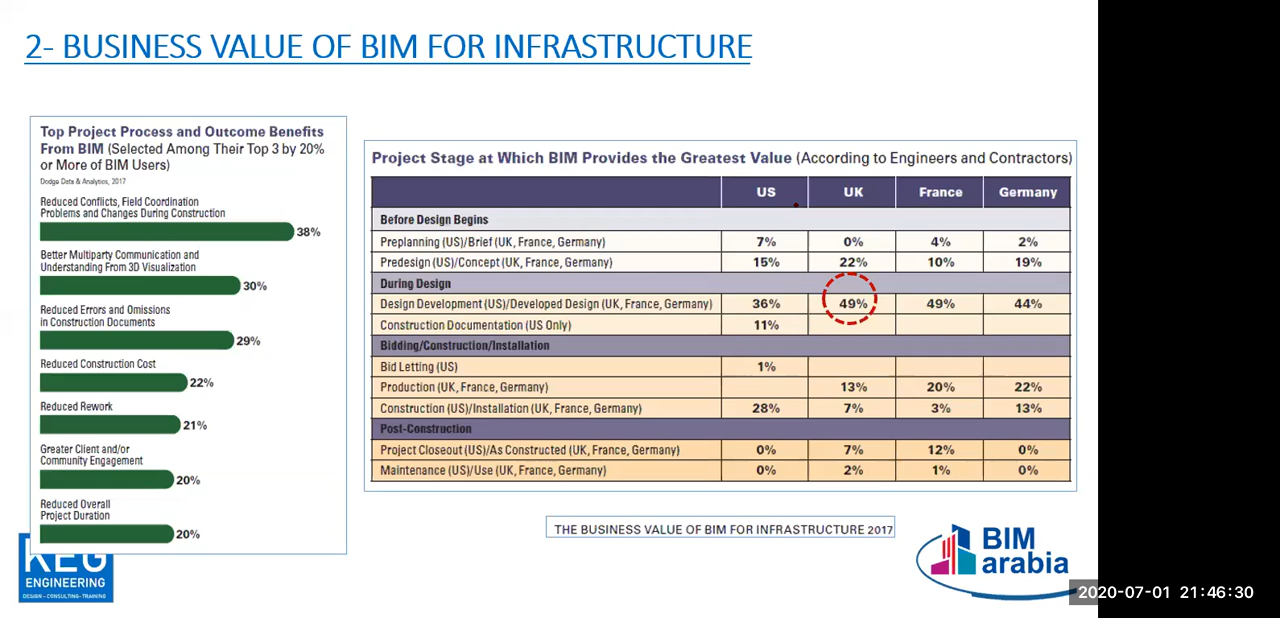 2- BUSINESS VALUE OF BIM FOR INFRASTRUCTURE
Top Project Process and Outcome Benefits
From BIM (Selected Among Their Top 3 by 20%
or More of BIM Users)
Dodge Data & Analytics, 2017
Reduced Conflicts, Field Coordination
Problems and Changes During Construction
38%
Better Multiparty Communication and
Understanding From 3D Visualization
30%
Reduced Errors and Omissions
in Construction Documents
29%
Reduced Construction Cost
22%
Reduced Rework
21%
Greater Client and/or
Community Engagement
20%
Reduced Overall
Project Duration
20%
Project Stage at Which BIM Provides the Greatest Value (According to Engineers and Contractors)
US UK France Germany
Before Design Begins
Preplanning (US)/Brief (UK, France, Germany) 7% 0% 4% 2%
Predesign (US)/Concept (UK, France, Germany) 15% 22% 10% 19%
During Design
Design Development (US)/Developed Design (UK, France, Germany) 36% 49% 49% 44%
Construction Documentation (US Only) 11%
Bidding/Construction/Installation
Bid Letting (US) 1%
Production (UK, France, Germany) 13% 20% 22%
Construction (US)/Installation (UK, France, Germany) 28% 7% 3% 13%
Post-Construction
Project Closeout (US)/As Constructed (UK, France, Germany) 0% 7% 12% 0%
Maintenance (US)/Use (UK, France, Germany) 0% 2% 1% 0%
THE BUSINESS VALUE OF BIM FOR INFRASTRUCTURE 2017
KEG
ENGINEERING
DESIGN - CONSULTING - TRAINING
BIM
arabia
2020-07-01 21:46:30